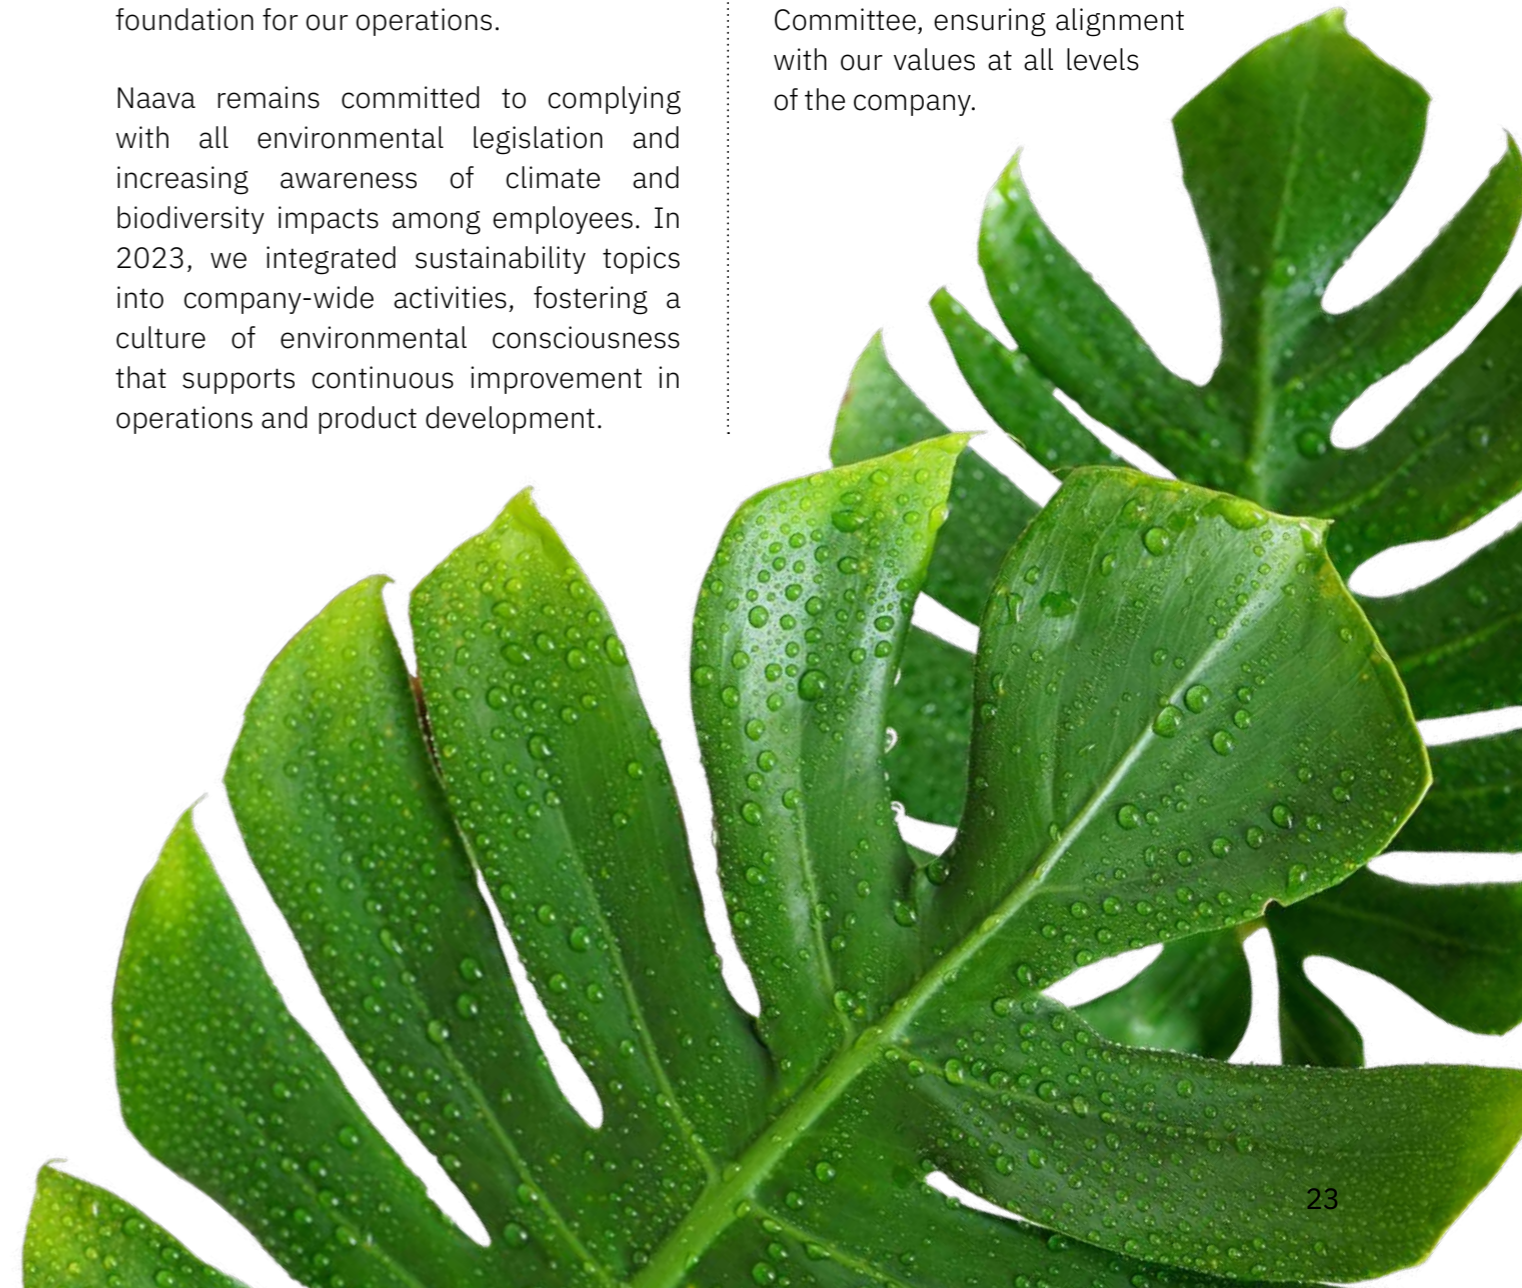 foundation for our operations.
Naava remains committed to complying
with all environmental legislation and
increasing awareness of climate and
biodiversity impacts among employees. In
2023, we integrated sustainability topics
into company-wide activities, fostering a
culture of environmental consciousness
that supports continuous improvement in
operations and product development.
Committee, ensuring alignment
with our values at all levels
of the company.
23